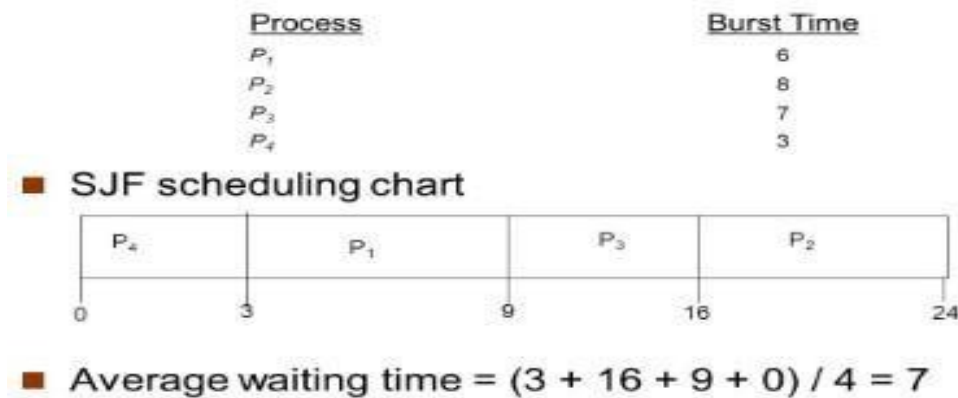 Process Burst Time
P1 6
P2 8
P3 7
P4 3
■ SJF scheduling chart
P4 P1 P3 P2
0 3 9 16 24
■ Average waiting time = (3 + 16 + 9 + 0) / 4 = 7